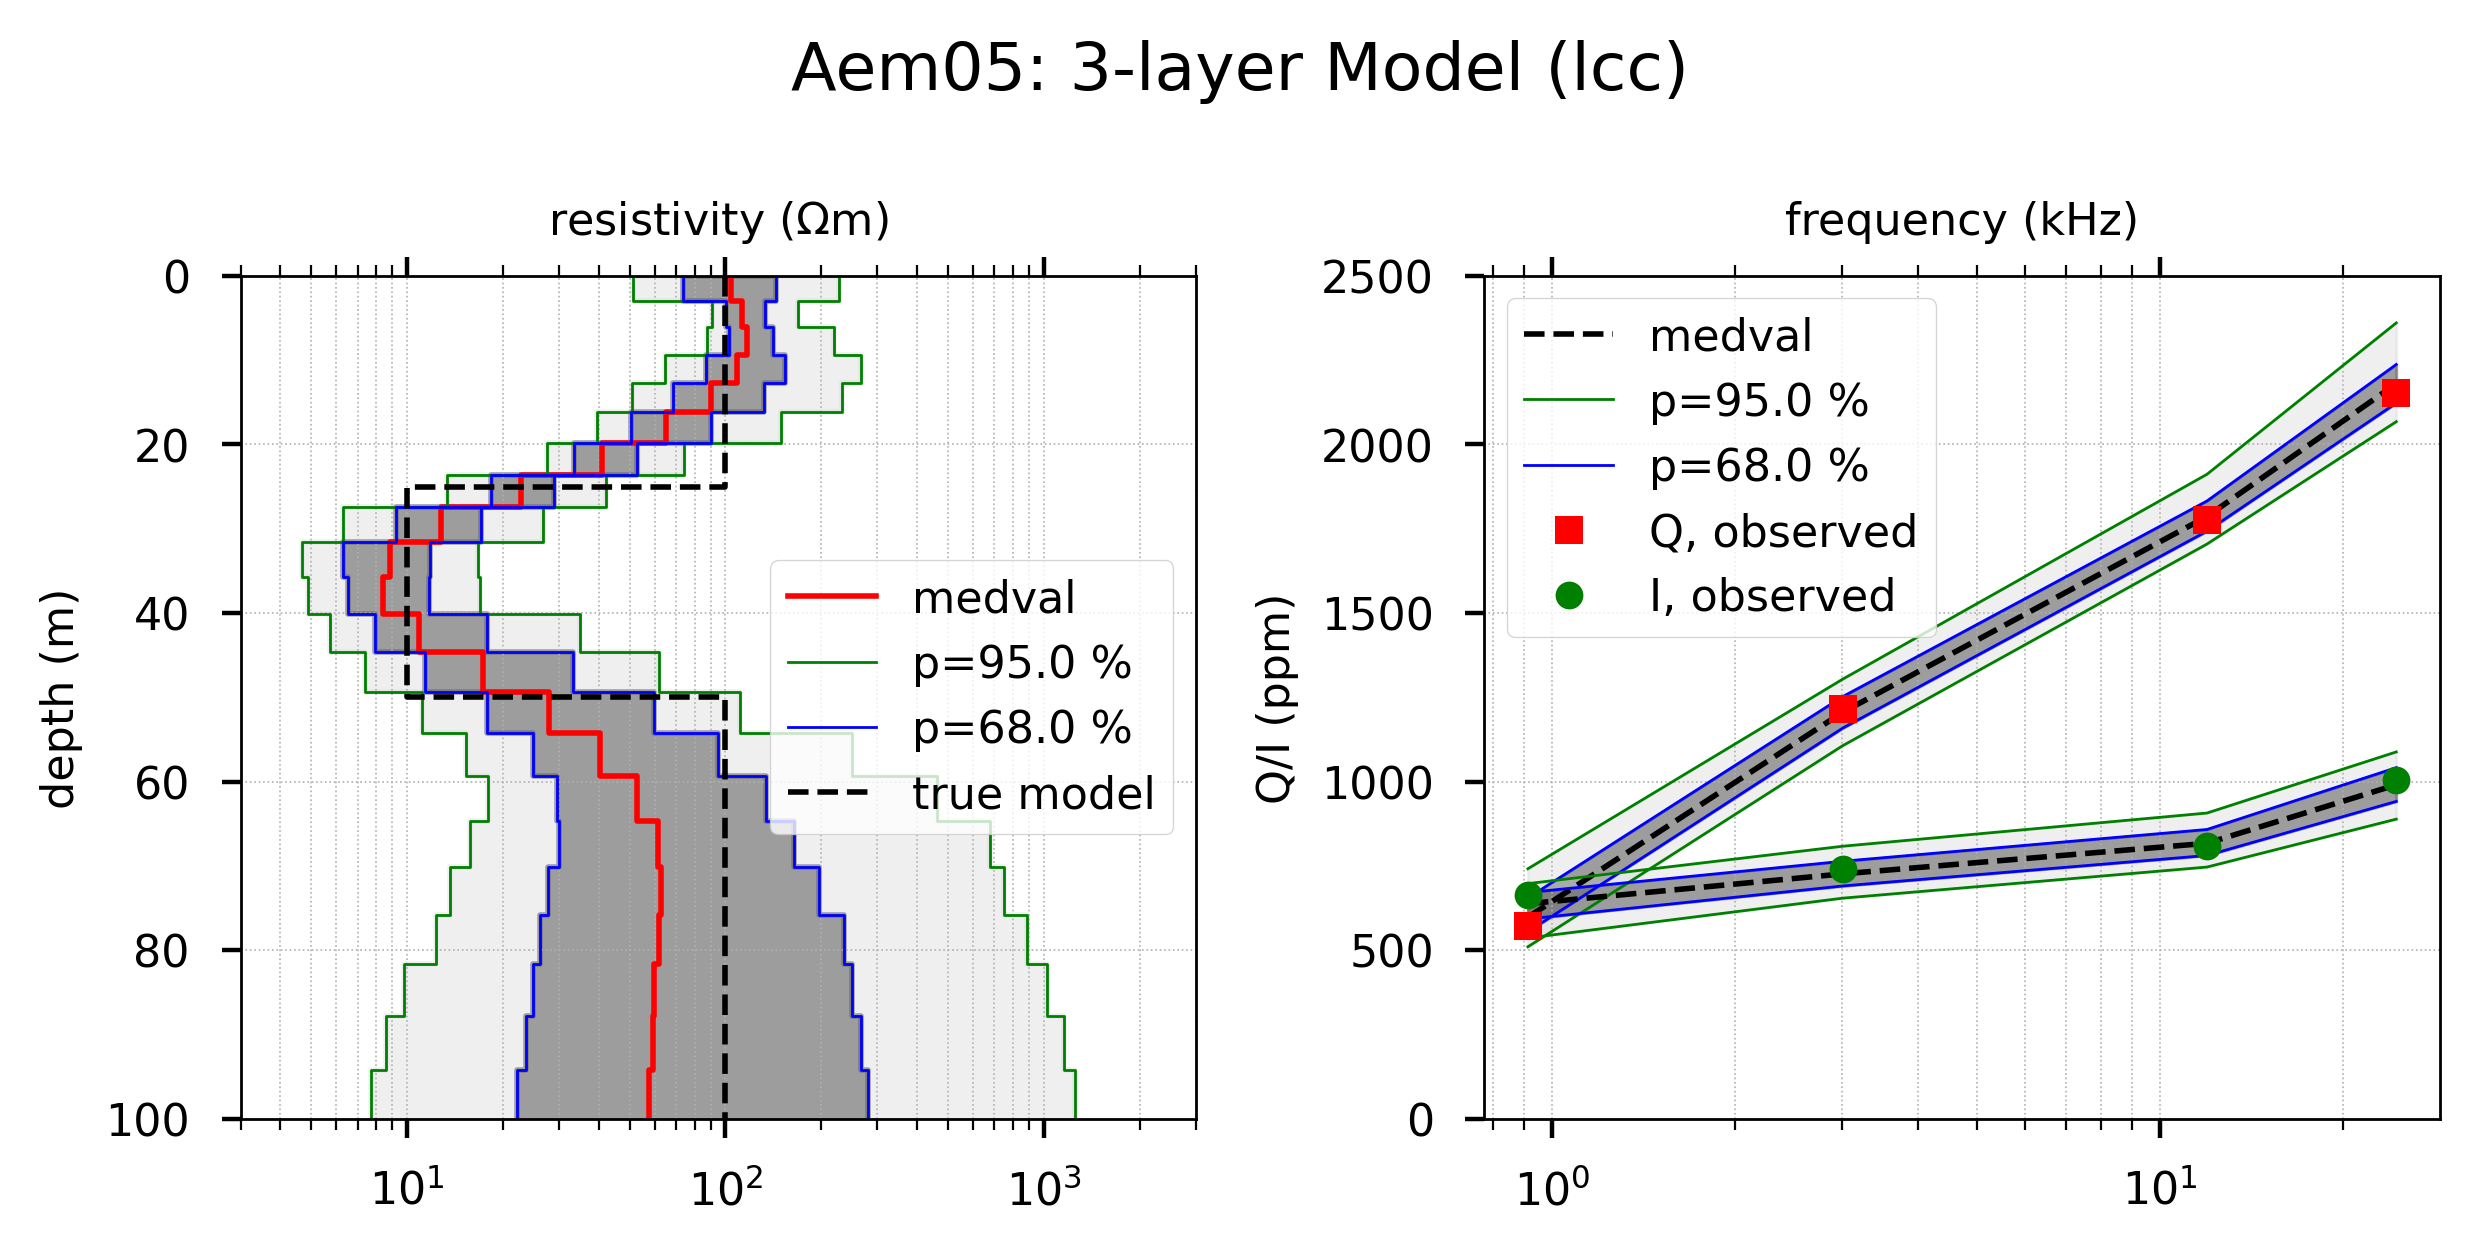 Aem05: 3-layer Model (lcc)
resistivity (Ωm)
0
20
40
60
80
100
depth (m)
medval
p=95.0 %
p=68.0 %
true model
10¹
10²
10³
frequency (kHz)
2500
2000
1500
1000
500
0
Q/I (ppm)
medval
p=95.0 %
p=68.0 %
Q, observed
I, observed
10⁰
10¹